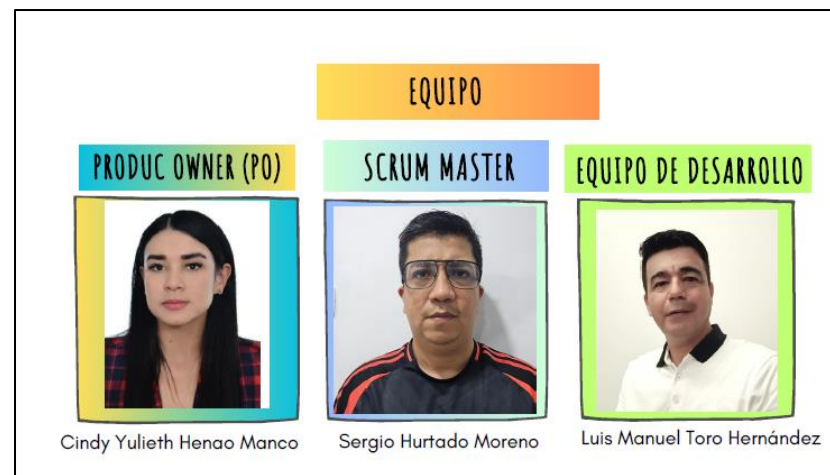 EQUIPO
PRODUC OWNER (PO)
SCRUM MASTER
EQUIPO DE DESARROLLO
Cindy Yulieth Henao Manco
Sergio Hurtado Moreno
Luis Manuel Toro Hernández